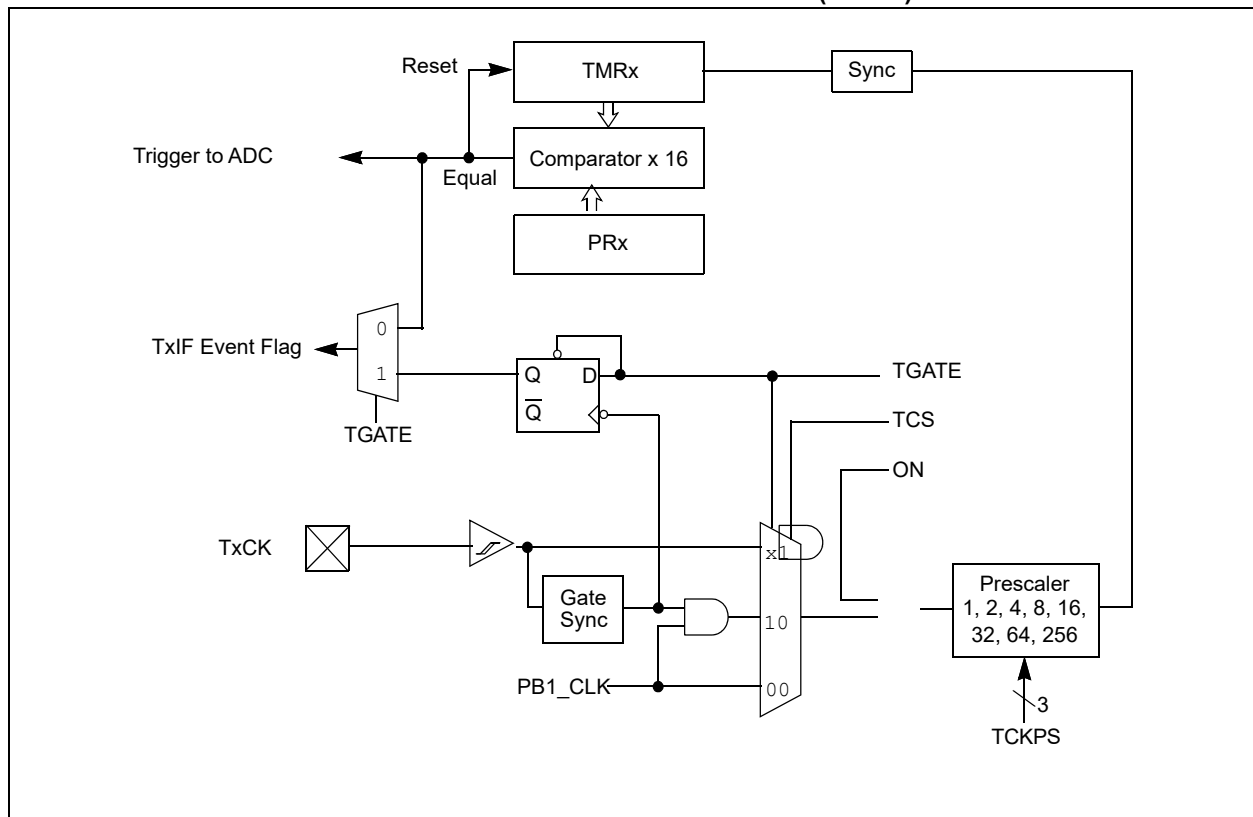 Reset
TMRx
Sync
Trigger to ADC
Equal
Comparator x 16
PRx
0
TxIF Event Flag
1
Q
D
Q
TGATE
TGATE
TCS
ON
TxCK
x1
Gate
Sync
10
Prescaler
1, 2, 4, 8, 16,
32, 64, 256
PB1_CLK
00
3
TCKPS